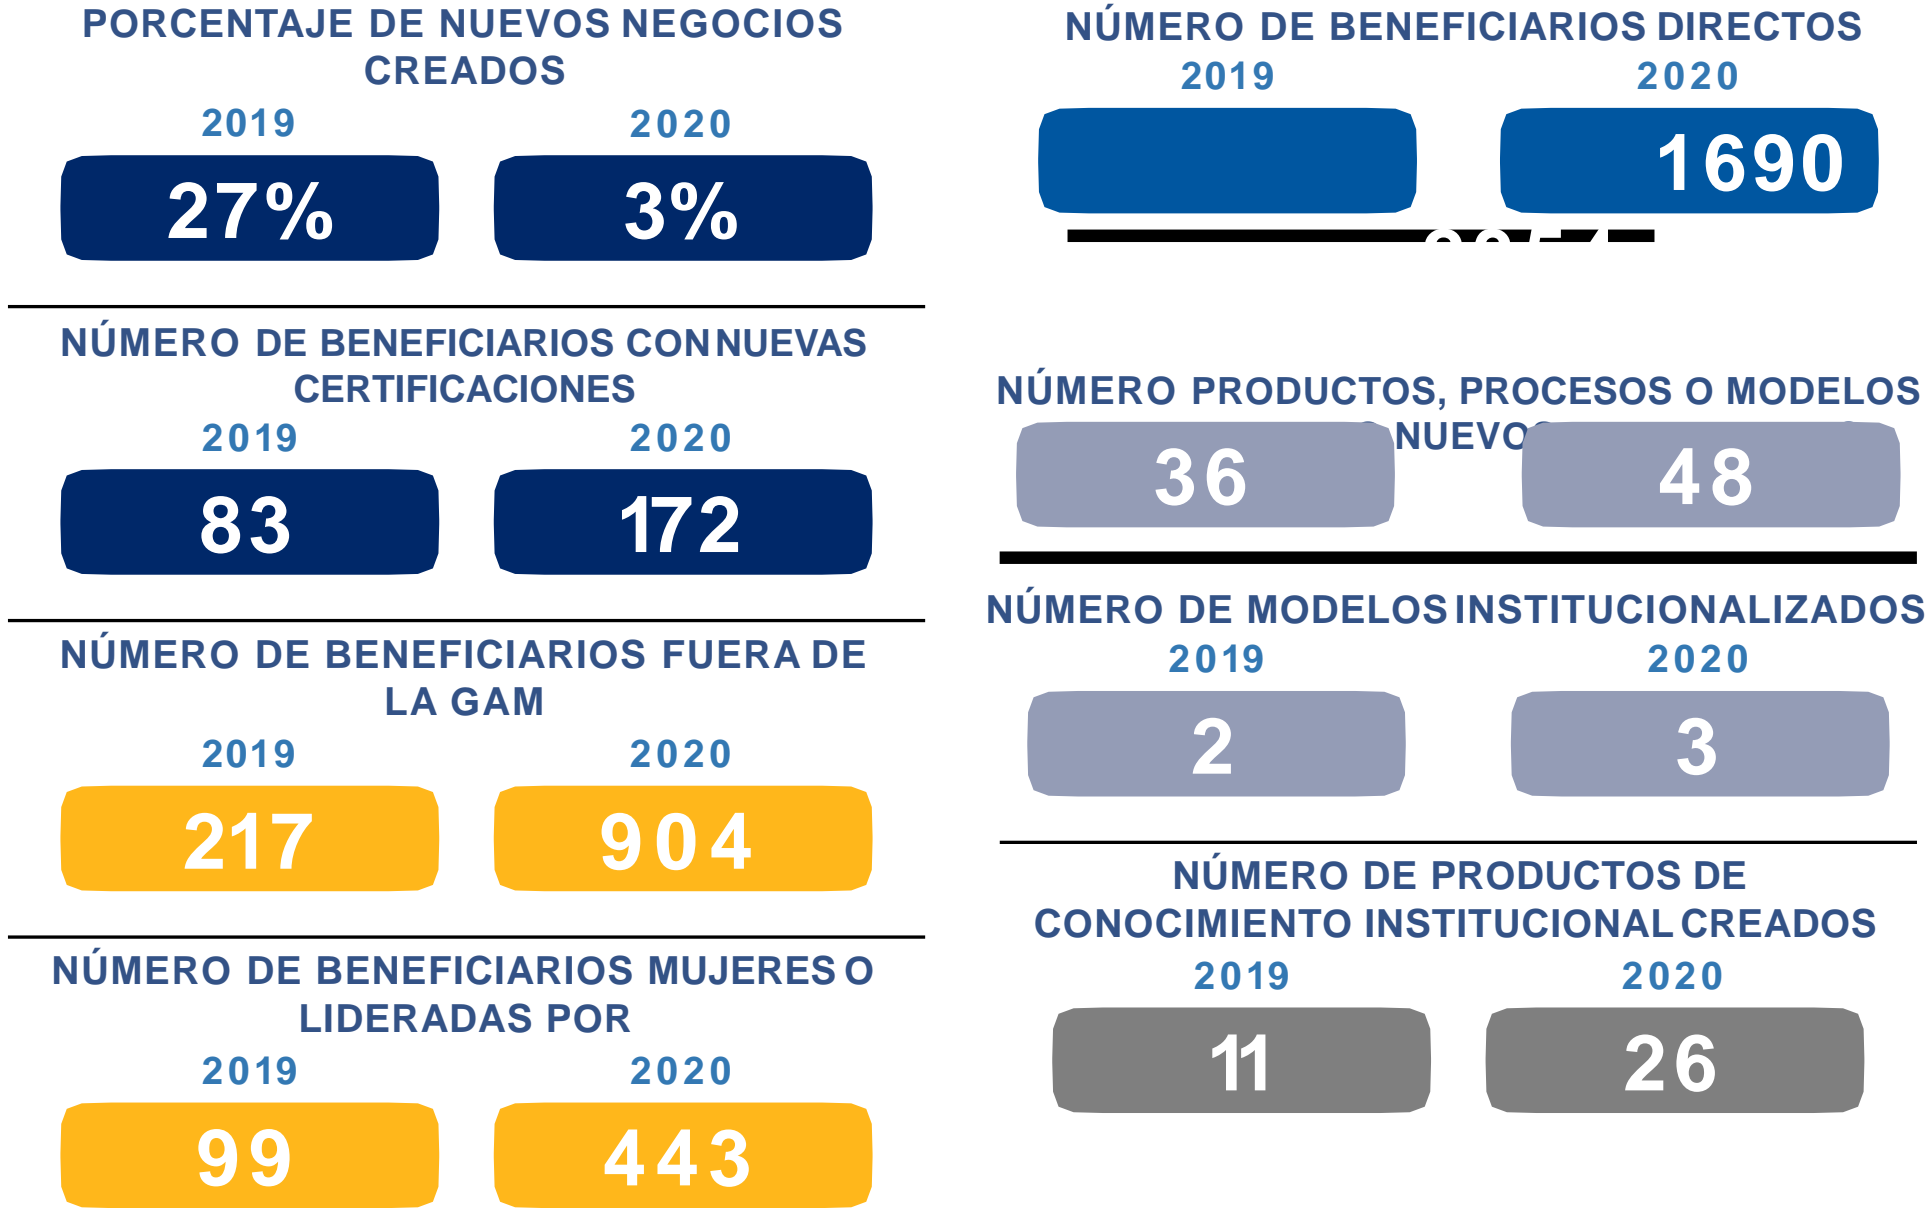 PORCENTAJE DE NUEVOS NEGOCIOS
CREADOS
2019 2020
27% 3%
NÚMERO DE BENEFICIARIOS CON NUEVAS
CERTIFICACIONES
2019 2020
83 172
NÚMERO DE BENEFICIARIOS FUERA DE
LA GAM
2019 2020
217 904
NÚMERO DE BENEFICIARIOS MUJERES O
LIDERADAS POR
2019 2020
99 443
NÚMERO DE BENEFICIARIOS DIRECTOS
2019 2020
1690
NÚMERO PRODUCTOS, PROCESOS O MODELOS
NUEVOS
36 48
NÚMERO DE MODELOS INSTITUCIONALIZADOS
2019 2020
2 3
NÚMERO DE PRODUCTOS DE
CONOCIMIENTO INSTITUCIONAL CREADOS
2019 2020
11 26